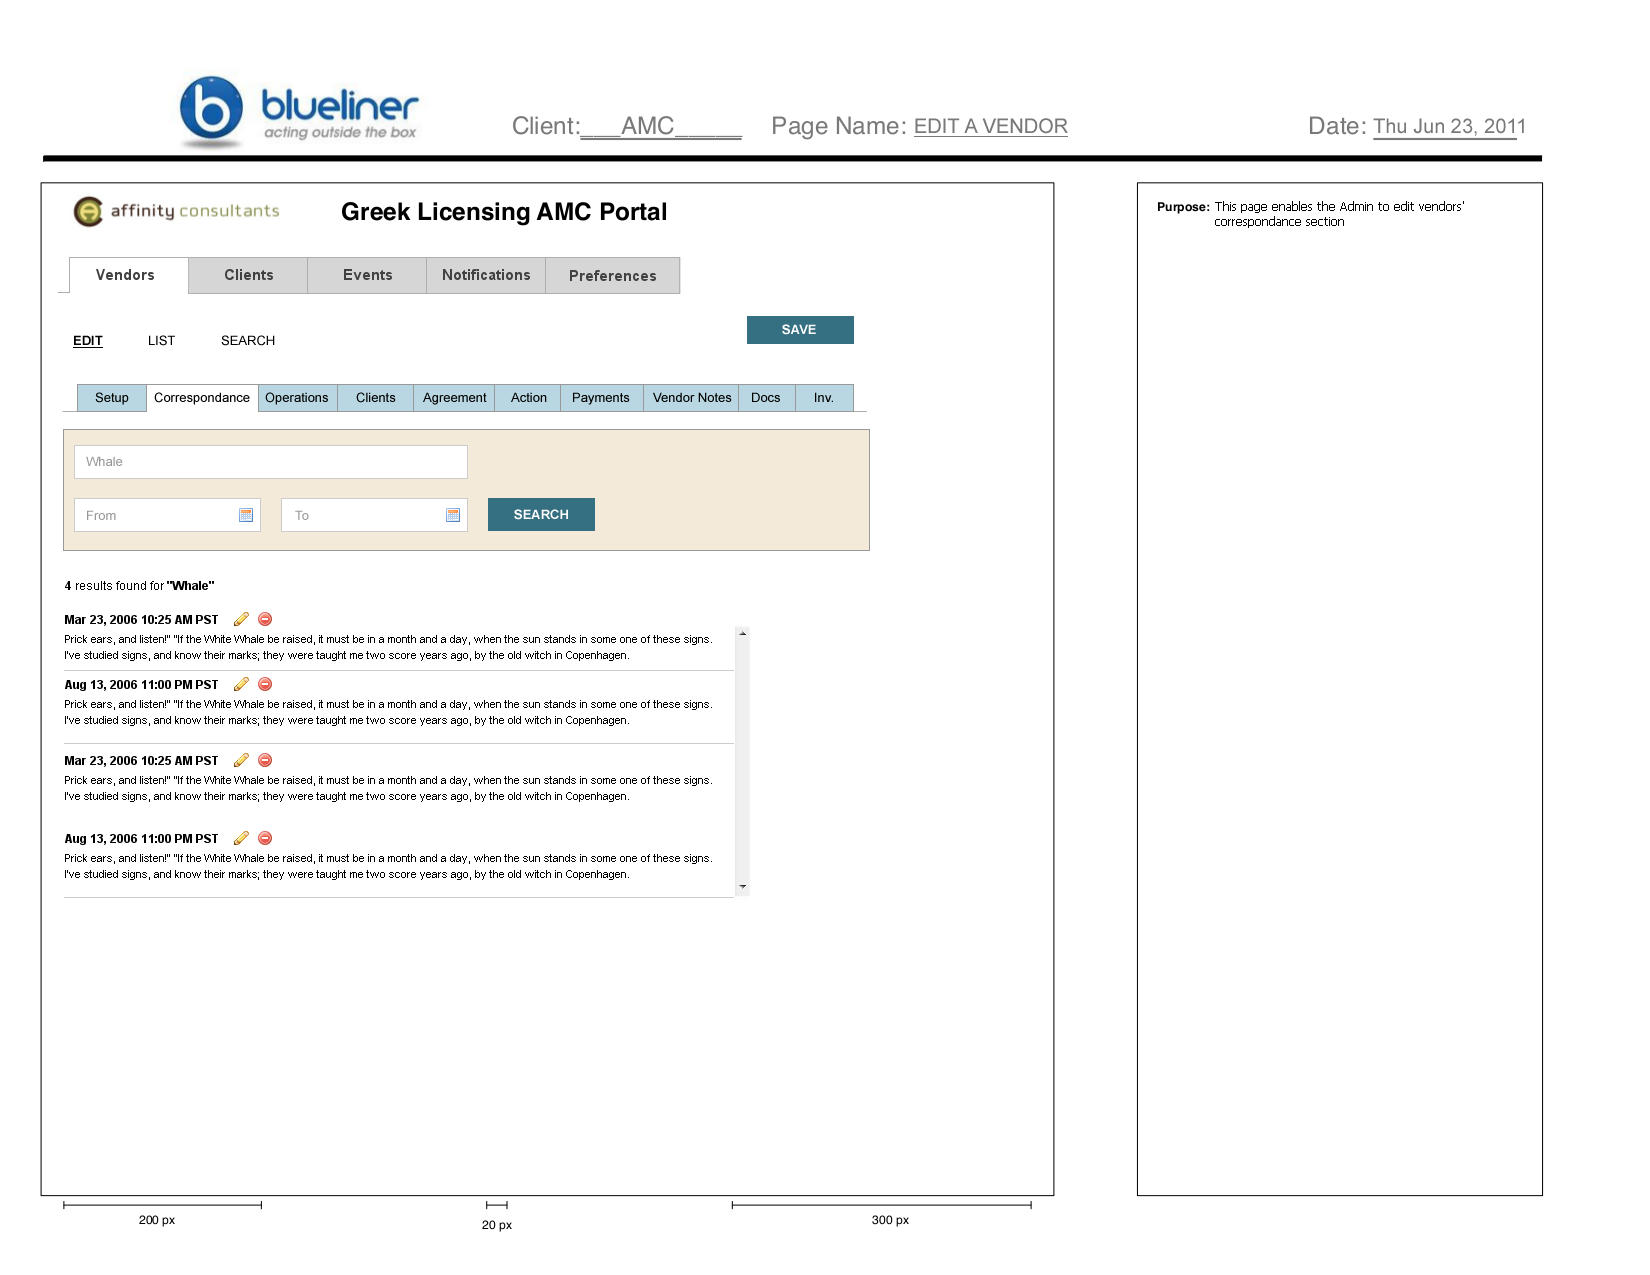 blueliner
acting outside the box
Client:___AMC_____ Page Name: EDIT A VENDOR Date: Thu Jun 23, 2011
affinity consultants Greek Licensing AMC Portal
Purpose: This page enables the Admin to edit vendors'
correspondance section
Vendors Clients Events Notifications Preferences
SAVE
EDIT LIST SEARCH
Setup Correspondance Operations Clients Agreement Action Payments Vendor Notes Docs Inv.
Whale
From To SEARCH
4 results found for "Whale"
Mar 23, 2006 10:25 AM PST
Prick ears, and listen!" "If the White Whale be raised, it must be in a month and a day, when the sun stands in some one of these signs.
I've studied signs, and know their marks; they were taught me two score years ago, by the old witch in Copenhagen.
Aug 13, 2006 11:00 PM PST
Prick ears, and listen!" "If the White Whale be raised, it must be in a month and a day, when the sun stands in some one of these signs.
I've studied signs, and know their marks; they were taught me two score years ago, by the old witch in Copenhagen.
Mar 23, 2006 10:25 AM PST
Prick ears, and listen!" "If the White Whale be raised, it must be in a month and a day, when the sun stands in some one of these signs.
I've studied signs, and know their marks; they were taught me two score years ago, by the old witch in Copenhagen.
Aug 13, 2006 11:00 PM PST
Prick ears, and listen!" "If the White Whale be raised, it must be in a month and a day, when the sun stands in some one of these signs.
I've studied signs, and know their marks; they were taught me two score years ago, by the old witch in Copenhagen.
200 px 20 px 300 px